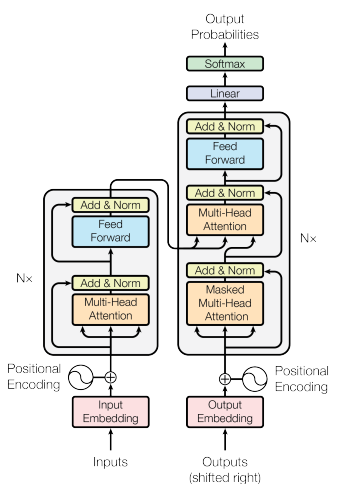 Output
Probabilities
Softmax
Linear
Add & Norm
Feed
Forward
Add & Norm
Multi-Head
Attention
Add & Norm
Masked
Multi-Head
Attention
N×
Add & Norm
Feed
Forward
Add & Norm
Multi-Head
Attention
N×
Positional
Encoding
Positional
Encoding
Input
Embedding
Output
Embedding
Inputs
Outputs
(shifted right)